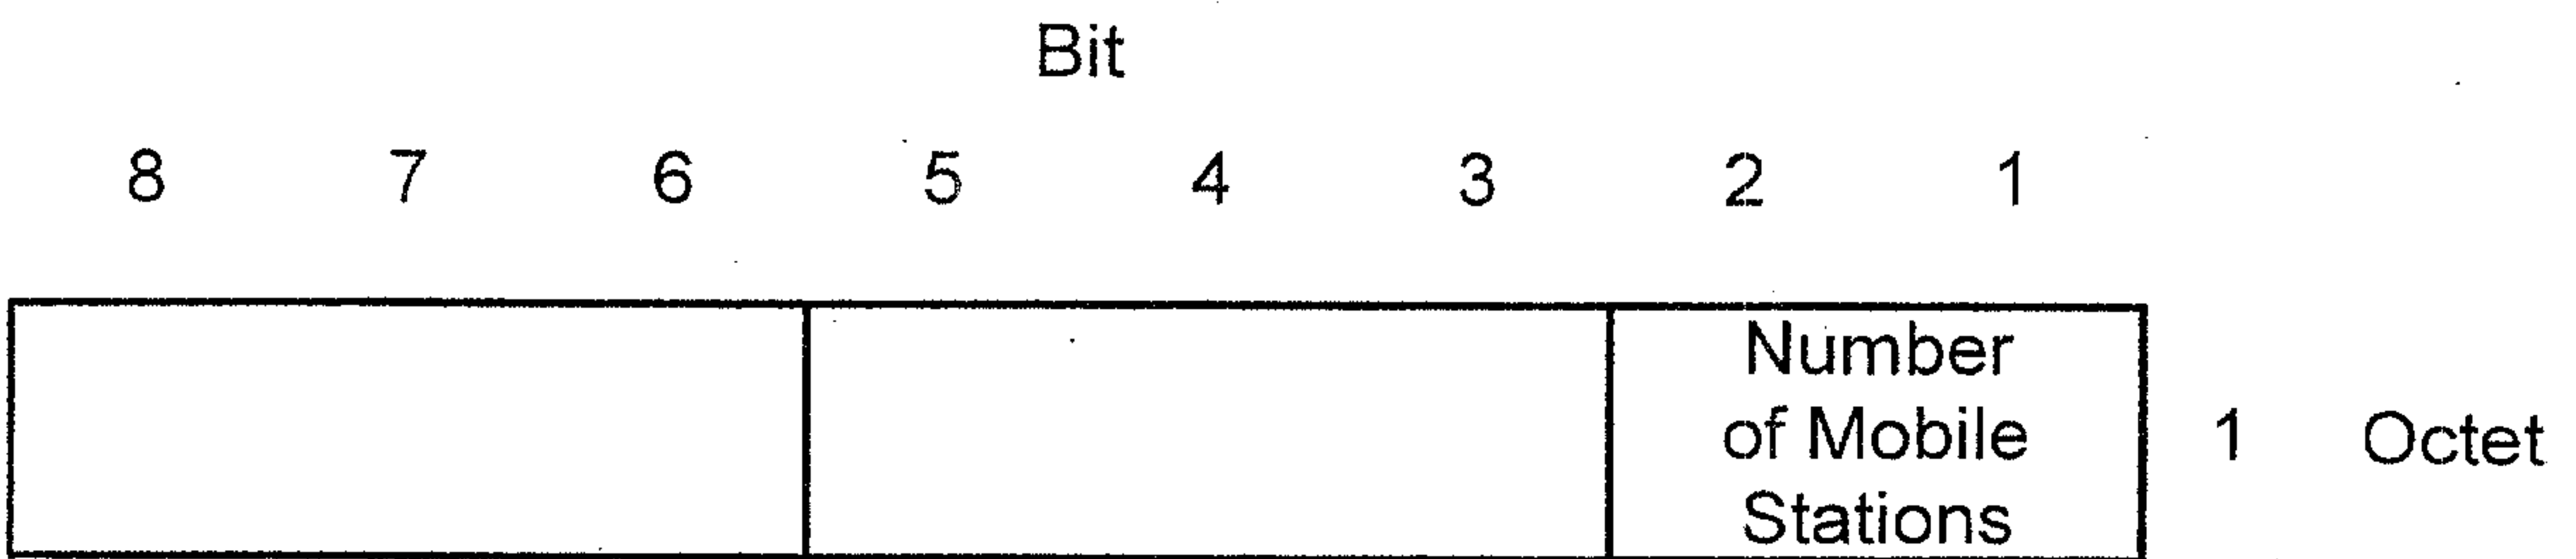 Bit
8 7 6 5 4 3 2 1
Number
of Mobile 1 Octet
Stations